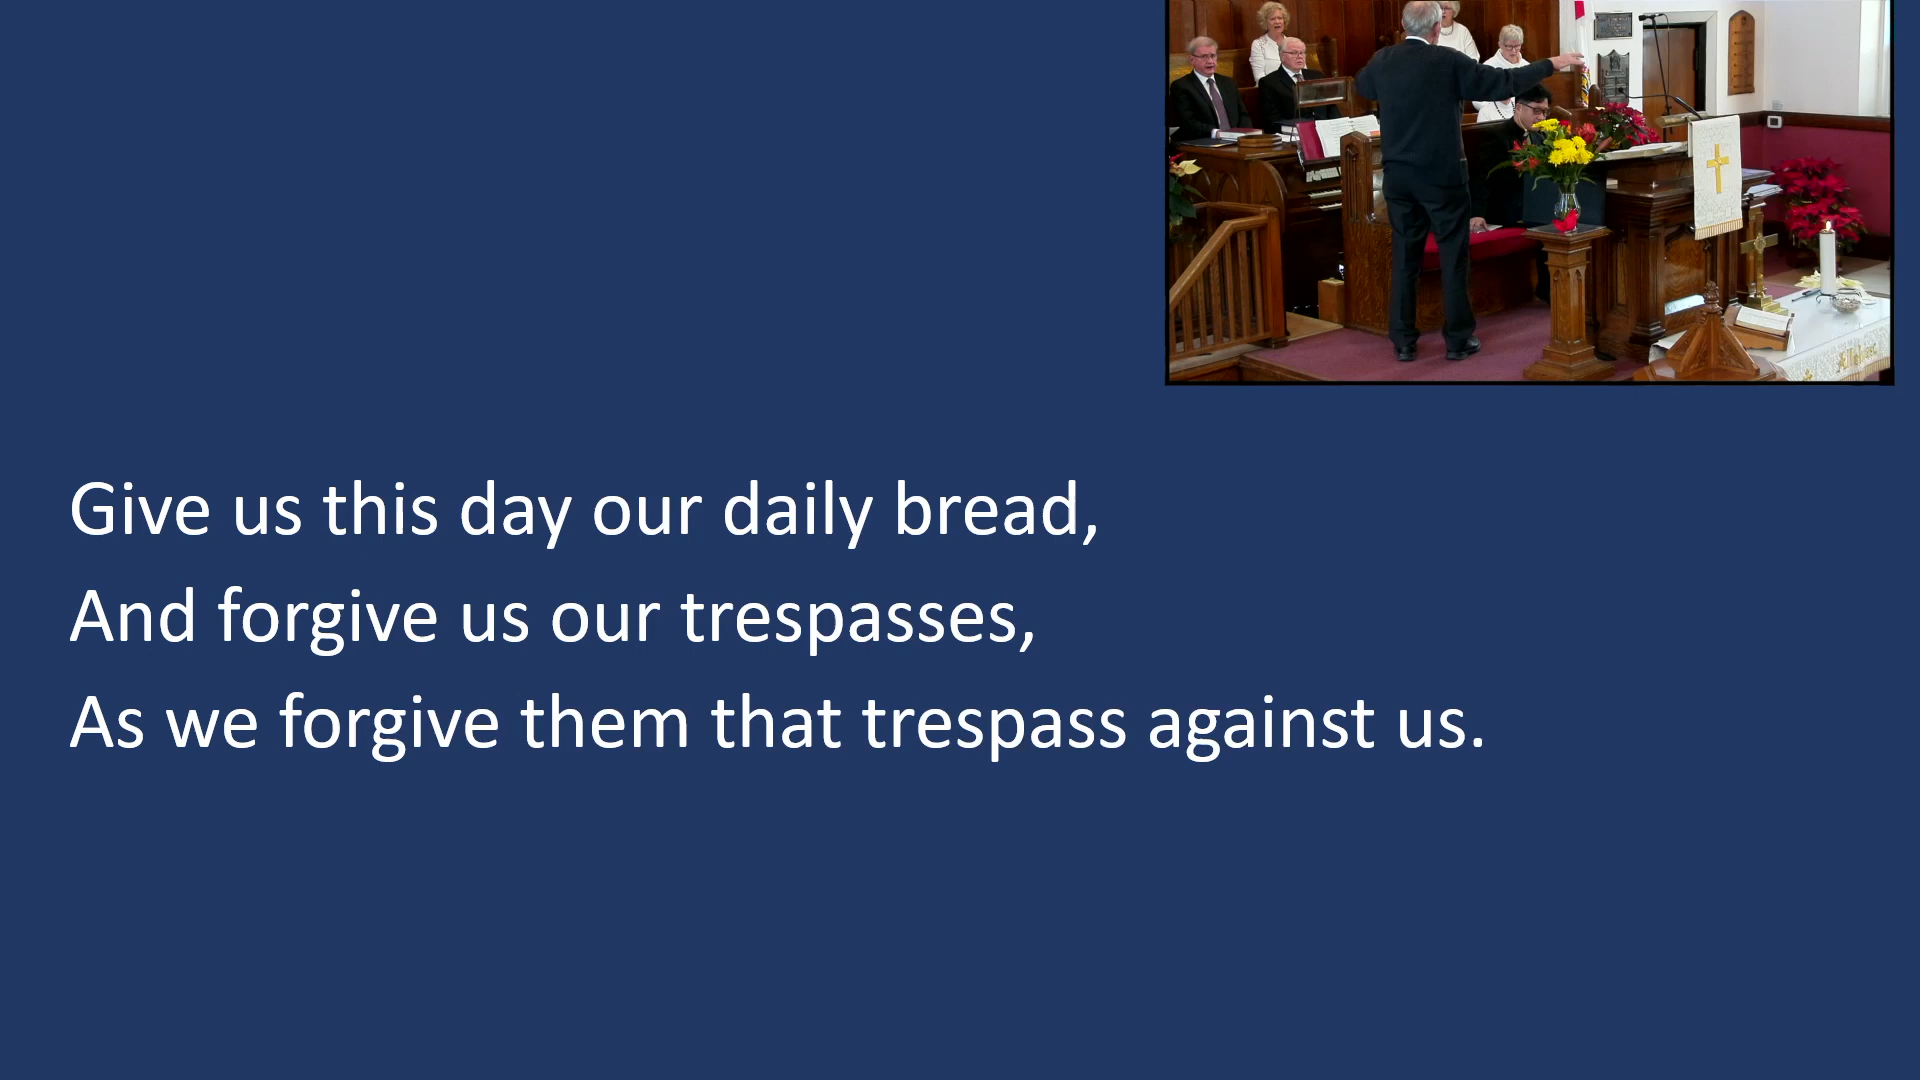 Give us this day our daily bread,
And forgive us our trespasses,
As we forgive them that trespass against us.